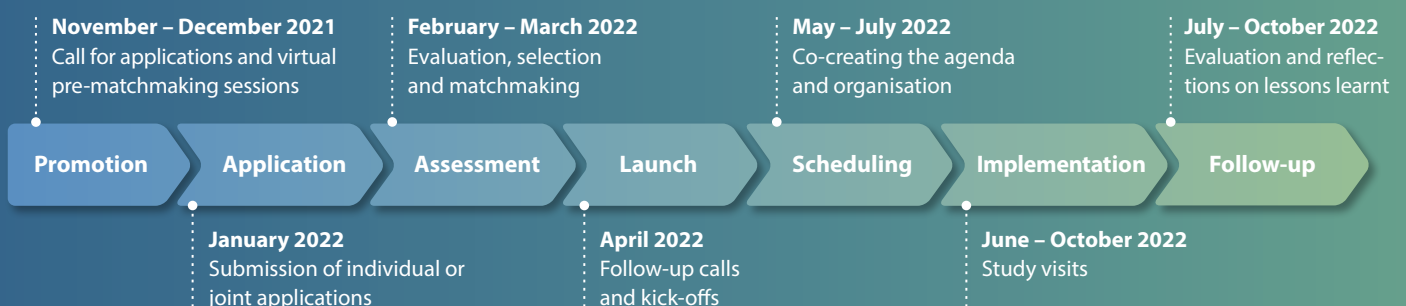 November – December 2021
Call for applications and virtual
pre-matchmaking sessions
February – March 2022
Evaluation, selection
and matchmaking
May – July 2022
Co-creating the agenda
and organisation
July – October 2022
Evaluation and reflec-
tions on lessons learnt
Promotion
Application
Assessment
Launch
Scheduling
Implementation
Follow-up
January 2022
Submission of individual or
joint applications
April 2022
Follow-up calls
and kick-offs
June – October 2022
Study visits